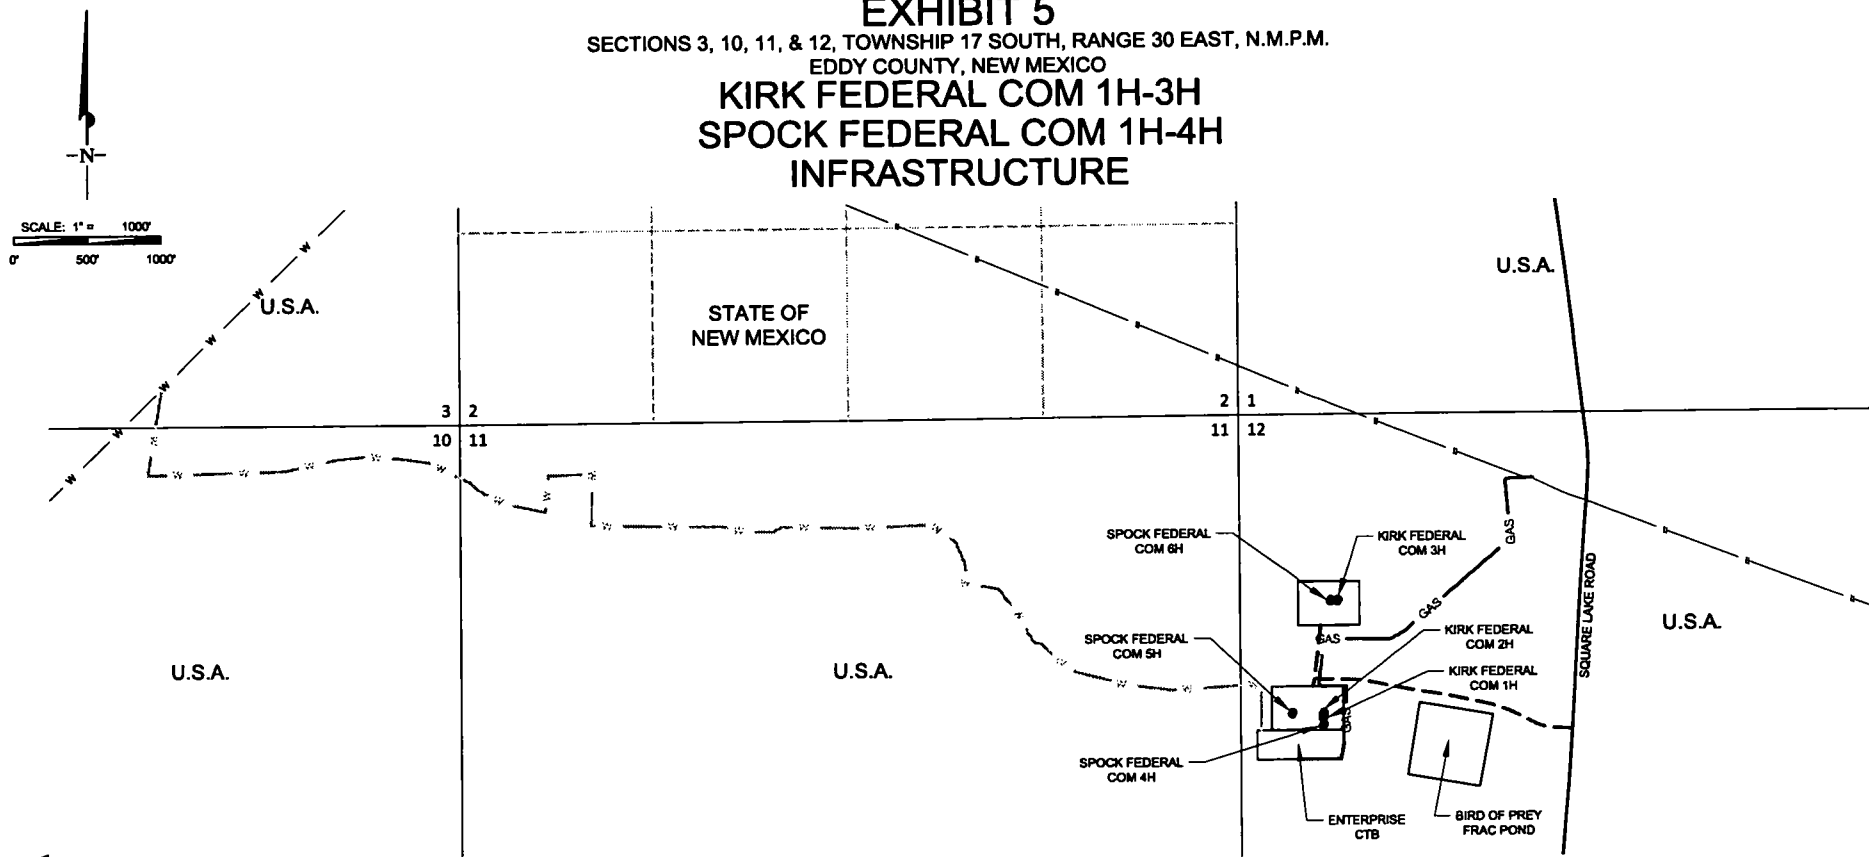 EXHIBIT 5
SECTIONS 3, 10, 11, & 12, TOWNSHIP 17 SOUTH, RANGE 30 EAST, N.M.P.M.
EDDY COUNTY, NEW MEXICO
KIRK FEDERAL COM 1H-3H
SPOCK FEDERAL COM 1H-4H
INFRASTRUCTURE
-N-
SCALE: 1" = 1000'
0' 500' 1000'
U.S.A.
STATE OF
NEW MEXICO
U.S.A.
3 2
10 11
2 1
11 12
W W W W W W W
W W W W W W W W W W W W W W W W W W W W W
SPOCK FEDERAL
COM 6H
KIRK FEDERAL
COM 3H
GAS
GAS
GAS
GAS
SPOCK FEDERAL
COM 5H
KIRK FEDERAL
COM 2H
KIRK FEDERAL
COM 1H
SPOCK FEDERAL
COM 4H
ENTERPRISE
CTB
BIRD OF PREY
FRAC POND
SQUARE LAKE ROAD
U.S.A.
U.S.A.
U.S.A.